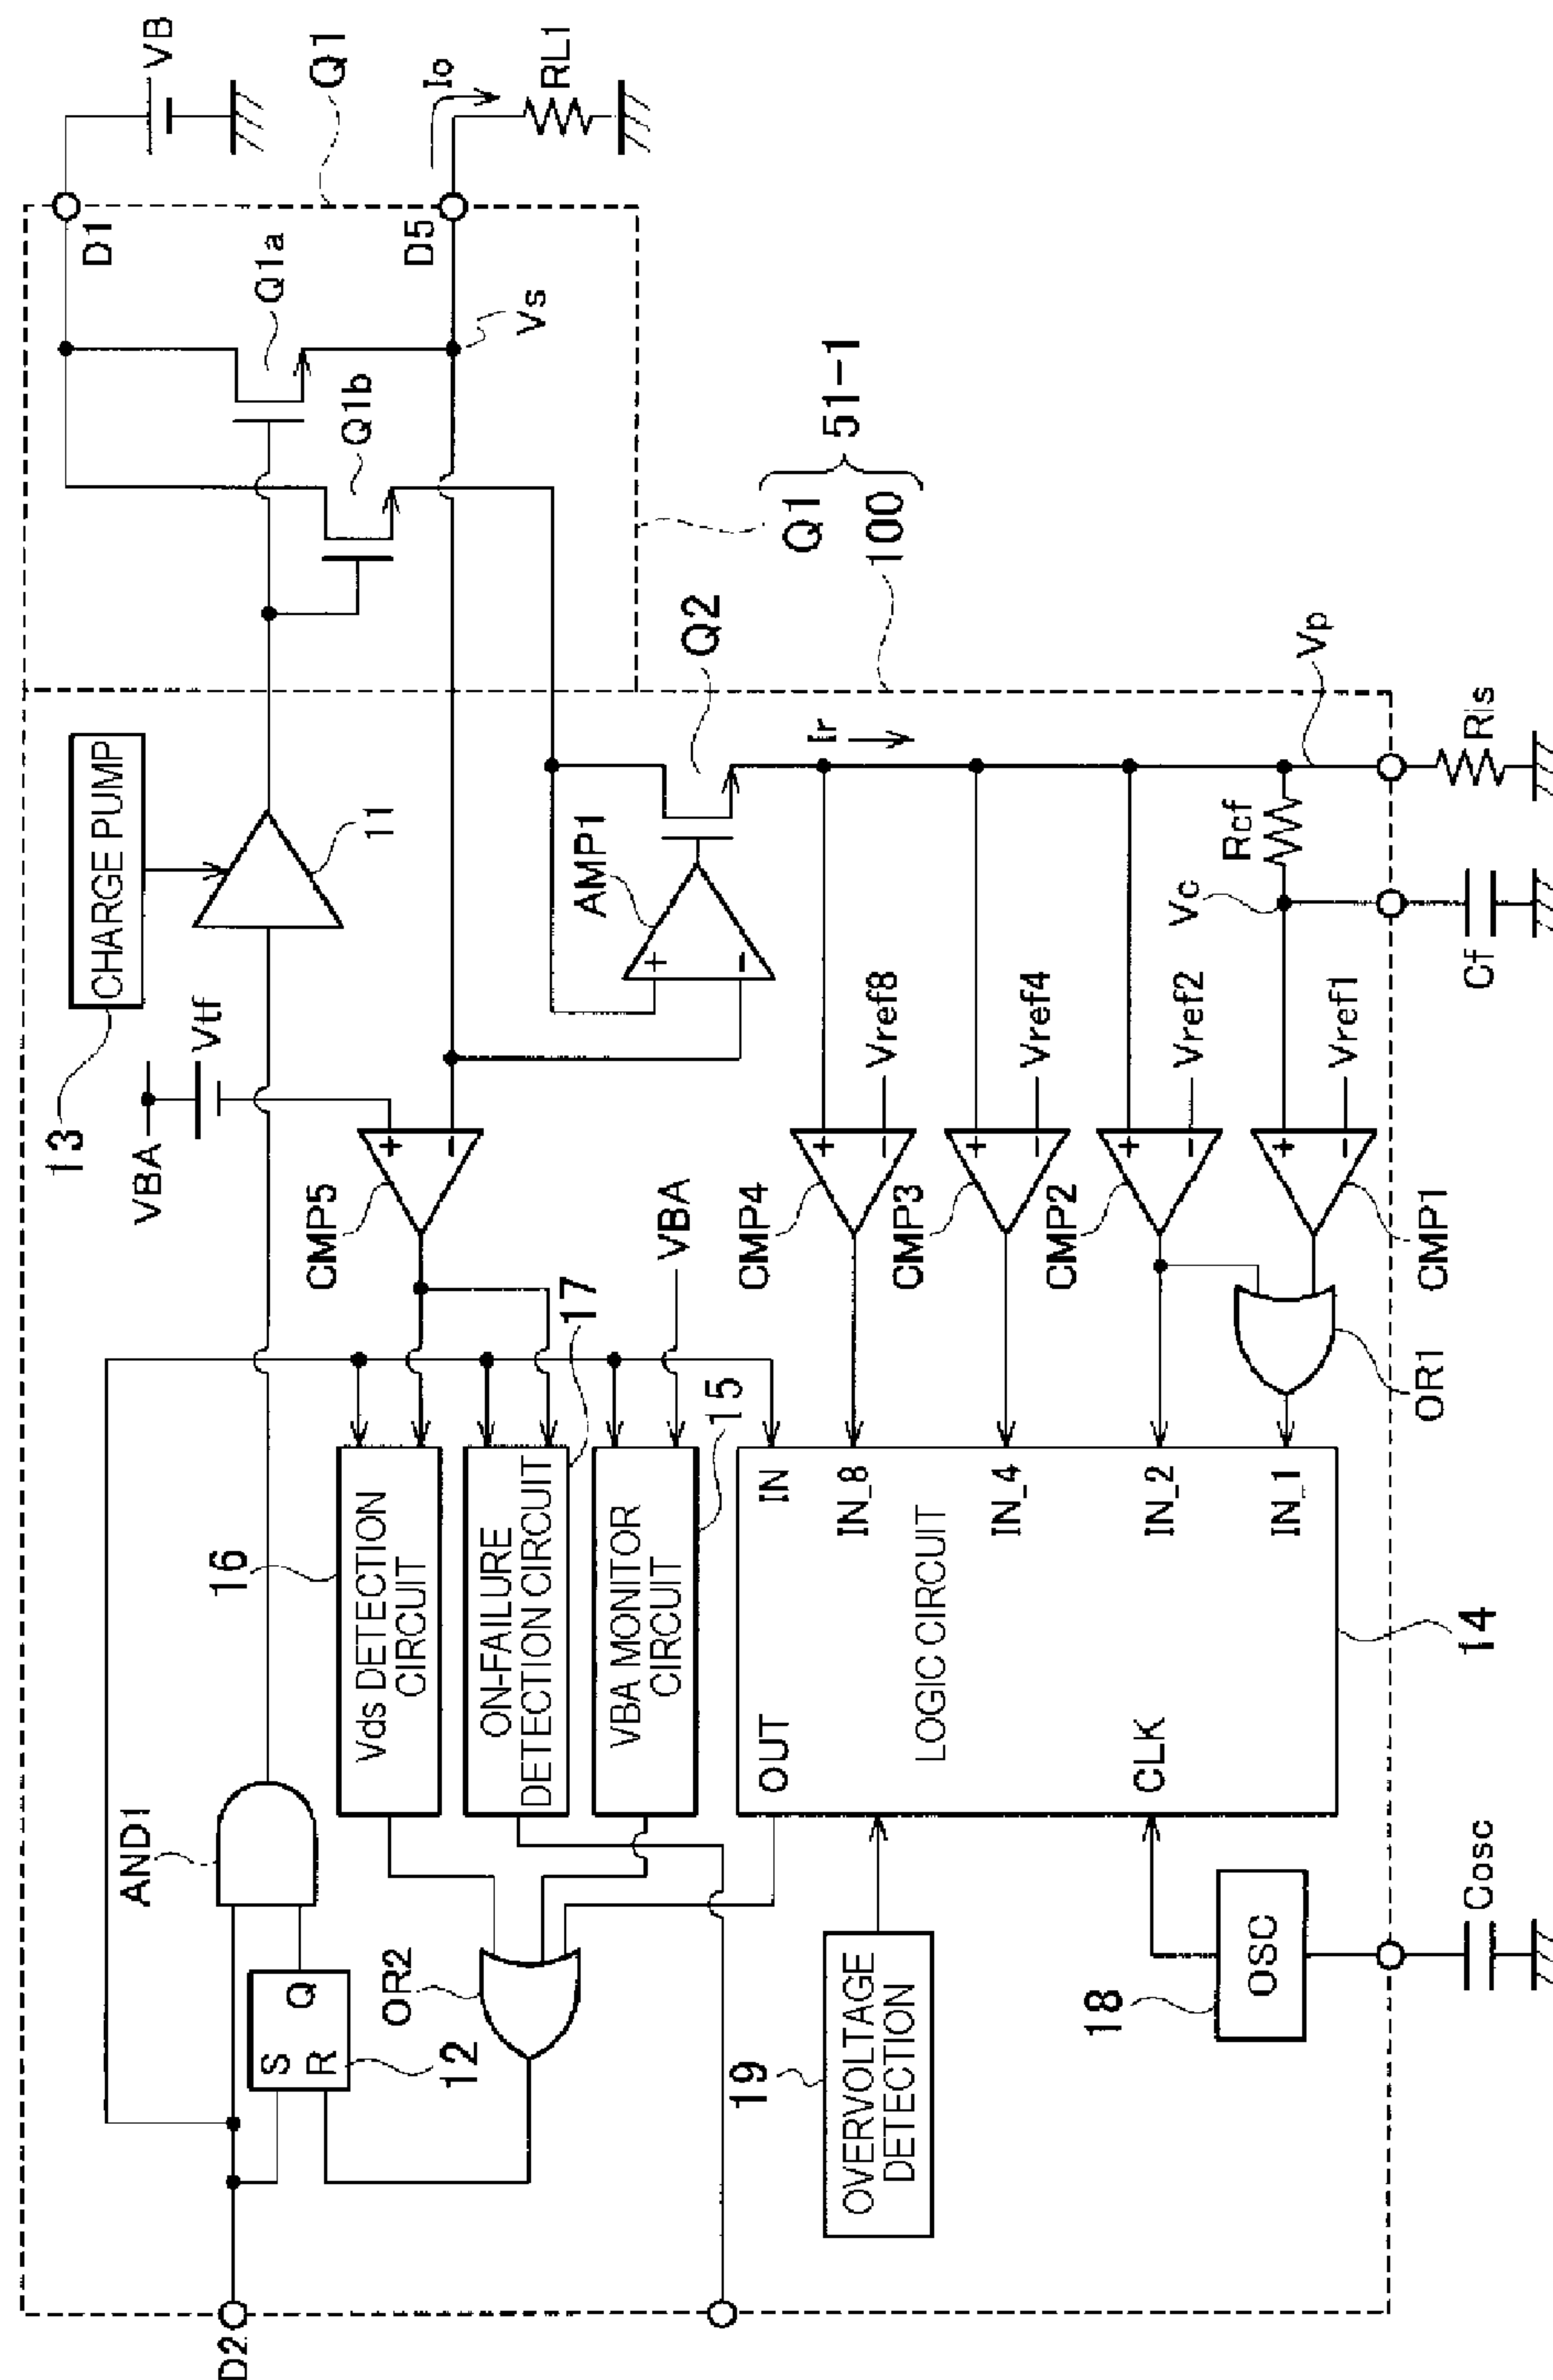 D2
AND1
S
R
Q
12
OR2
16
Vds DETECTION
CIRCUIT
ON-FAILURE
DETECTION CIRCUIT
17
VBA MONITOR
CIRCUIT
15
VBA
13
CHARGE PUMP
VBA
Vtf
11
CMP5
+
-
Q1b
Q1a
D1
VB
Q1
D5
Io
RL1
Vs
Q1
100
51-1
AMP1
+
-
Q2
Ir
19
OVERVOLTAGE
DETECTION
OUT
LOGIC CIRCUIT
CLK
IN
IN_8
IN_4
IN_2
IN_1
14
18
OSC
Cosc
CMP4
+
-
Vref8
CMP3
+
-
Vref4
CMP2
+
-
Vref2
CMP1
+
-
Vref1
OR1
Vc
Rcf
Cf
Vp
Ris